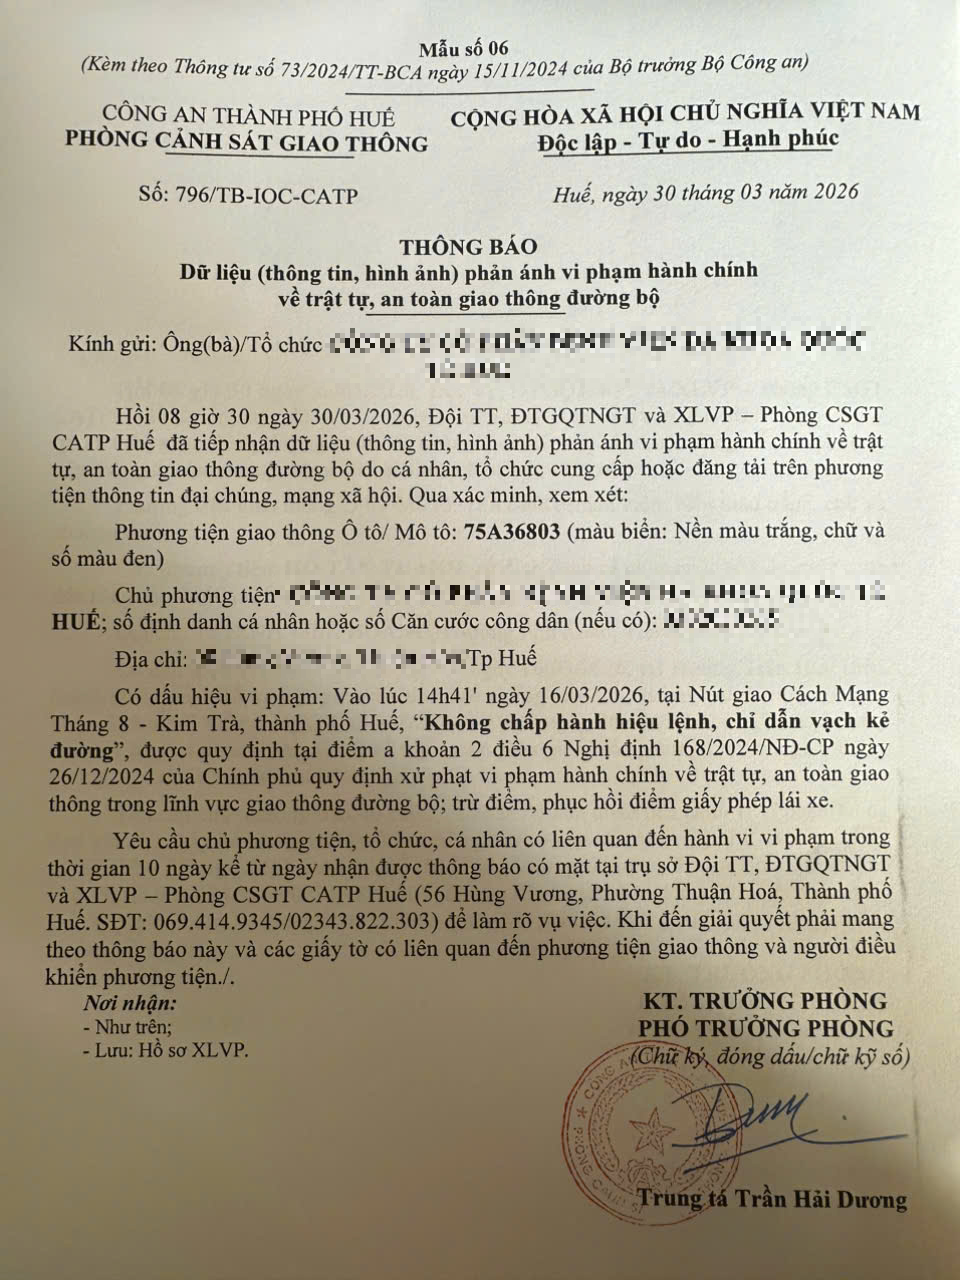 Mẫu số 06
(Kèm theo Thông tư số 73/2024/TT-BCA ngày 15/11/2024 của Bộ trưởng Bộ Công an)
CÔNG AN THÀNH PHỐ HUẾ
PHÒNG CẢNH SÁT GIAO THÔNG
CỘNG HÒA XÃ HỘI CHỦ NGHĨA VIỆT NAM
Độc lập - Tự do - Hạnh phúc
Số: 796/TB-IOC-CATP
Huế, ngày 30 tháng 03 năm 2026
THÔNG BÁO
Dữ liệu (thông tin, hình ảnh) phản ánh vi phạm hành chính
về trật tự, an toàn giao thông đường bộ
Kính gửi: Ông(bà)/Tổ chức
Hồi 08 giờ 30 ngày 30/03/2026, Đội TT, ĐTGQTNGT và XLVP – Phòng CSGT
CATP Huế đã tiếp nhận dữ liệu (thông tin, hình ảnh) phản ánh vi phạm hành chính về trật
tự, an toàn giao thông đường bộ do cá nhân, tổ chức cung cấp hoặc đăng tải trên phương
tiện thông tin đại chúng, mạng xã hội. Qua xác minh, xem xét:
Phương tiện giao thông Ô tô/ Mô tô: 75A36803 (màu biển: Nền màu trắng, chữ và
số màu đen)
Chủ phương tiện
HUẾ; số định danh cá nhân hoặc số Căn cước công dân (nếu có):
Địa chỉ: Tp Huế
Có dấu hiệu vi phạm: Vào lúc 14h41' ngày 16/03/2026, tại Nút giao Cách Mạng
Tháng 8 - Kim Trà, thành phố Huế, “Không chấp hành hiệu lệnh, chỉ dẫn vạch kẻ
đường”, được quy định tại điểm a khoản 2 điều 6 Nghị định 168/2024/NĐ-CP ngày
26/12/2024 của Chính phủ quy định xử phạt vi phạm hành chính về trật tự, an toàn giao
thông trong lĩnh vực giao thông đường bộ; trừ điểm, phục hồi điểm giấy phép lái xe.
Yêu cầu chủ phương tiện, tổ chức, cá nhân có liên quan đến hành vi vi phạm trong
thời gian 10 ngày kể từ ngày nhận được thông báo có mặt tại trụ sở Đội TT, ĐTGQTNGT
và XLVP – Phòng CSGT CATP Huế (56 Hùng Vương, Phường Thuận Hoá, Thành phố
Huế. SĐT: 069.414.9345/02343.822.303) để làm rõ vụ việc. Khi đến giải quyết phải mang
theo thông báo này và các giấy tờ có liên quan đến phương tiện giao thông và người điều
khiển phương tiện./.
Nơi nhận:
- Như trên;
- Lưu: Hồ sơ XLVP.
KT. TRƯỞNG PHÒNG
PHÓ TRƯỞNG PHÒNG
(Chữ ký, đóng dấu/chữ ký số)
Trung tá Trần Hải Dương